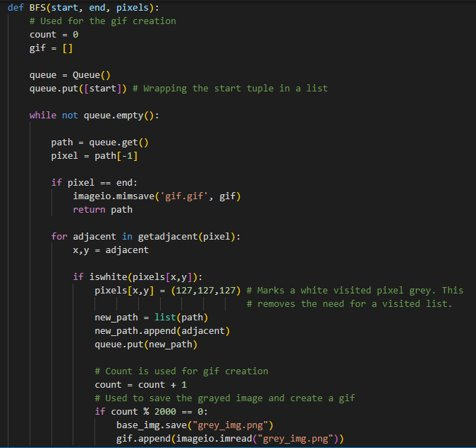 def BFS(start, end, pixels):
    # Used for the gif creation
    count = 0
    gif = []
    queue = Queue()
    queue.put([start]) # Wrapping the start tuple in a list
    while not queue.empty():
        path = queue.get()
        pixel = path[-1]
        if pixel == end:
            imageio.mimsave('gif.gif', gif)
            return path
        for adjacent in getadjacent(pixel):
            x,y = adjacent
            if iswhite(pixels[x,y]):
                pixels[x,y] = (127,127,127) # Marks a white visited pixel grey. This
                                            # removes the need for a visited list.
                new_path = list(path)
                new_path.append(adjacent)
                queue.put(new_path)
                # Count is used for gif creation
                count = count + 1
                # Used to save the grayed image and create a gif
                if count % 2000 == 0:
                    base_img.save("grey_img.png")
                    gif.append(imageio.imread("grey_img.png"))